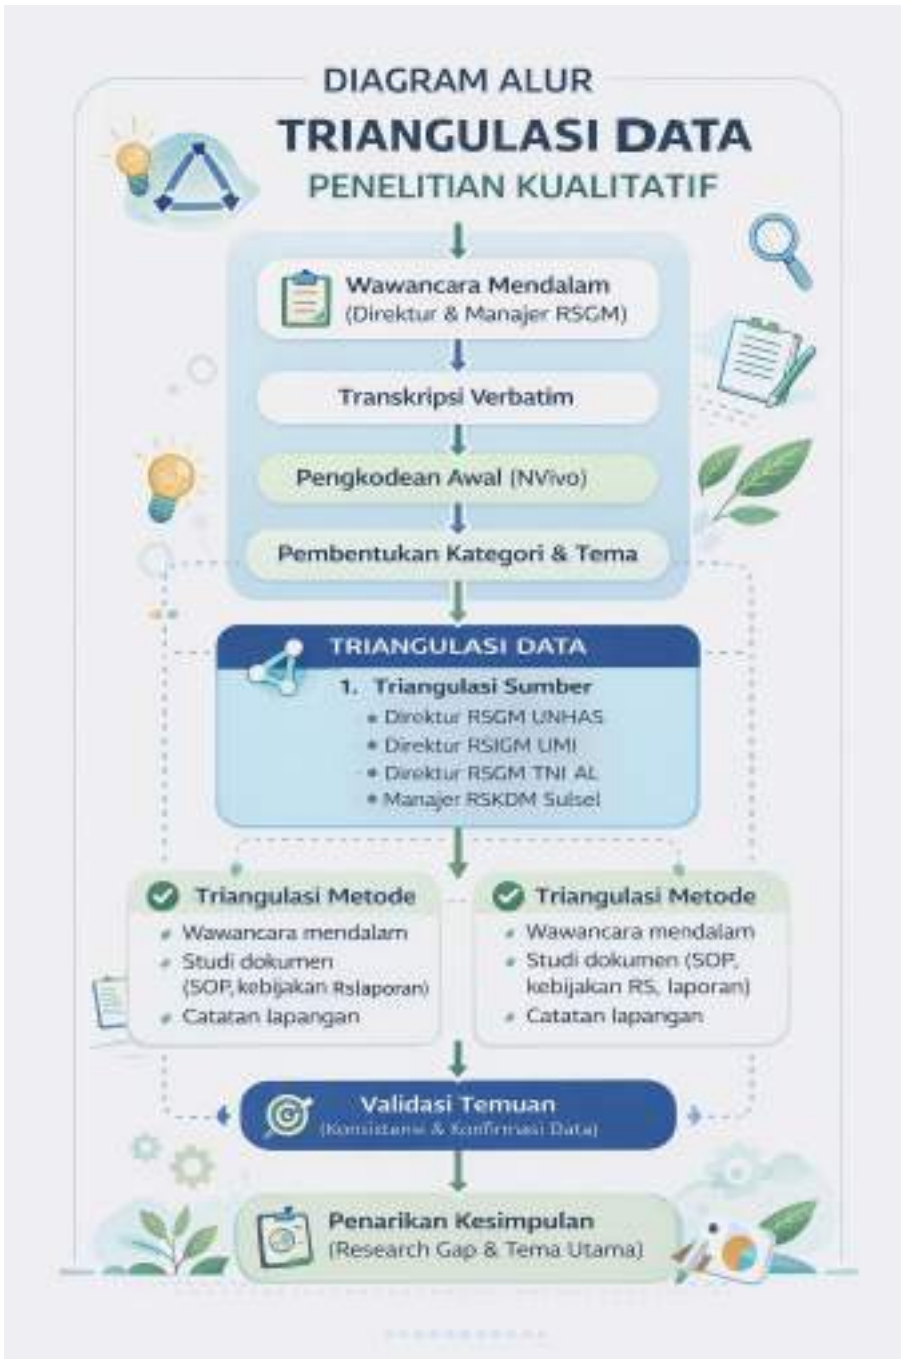 DIAGRAM ALUR
TRIANGULASI DATA
PENELITIAN KUALITATIF
Wawancara Mendalam
(Direktur & Manajer RSGM)
Transkripsi Verbatim
Pengkodean Awal (NVivo)
Pembentukan Kategori & Tema
TRIANGULASI DATA
1. Triangulasi Sumber
• Direktur RSGM UNHAS
• Direktur RSIGM UMI
• Direktur RSGM TNI AL
• Manajer RSKDM Sulsel
Triangulasi Metode
• Wawancara mendalam
• Studi dokumen
(SOP, kebijakan Rslaporan)
• Catatan lapangan
Triangulasi Metode
• Wawancara mendalam
• Studi dokumen (SOP,
kebijakan RS, laporan)
• Catatan lapangan
Validasi Temuan
(Konsistensi & Konfirmasi Data)
Penarikan Kesimpulan
(Research Gap & Tema Utama)